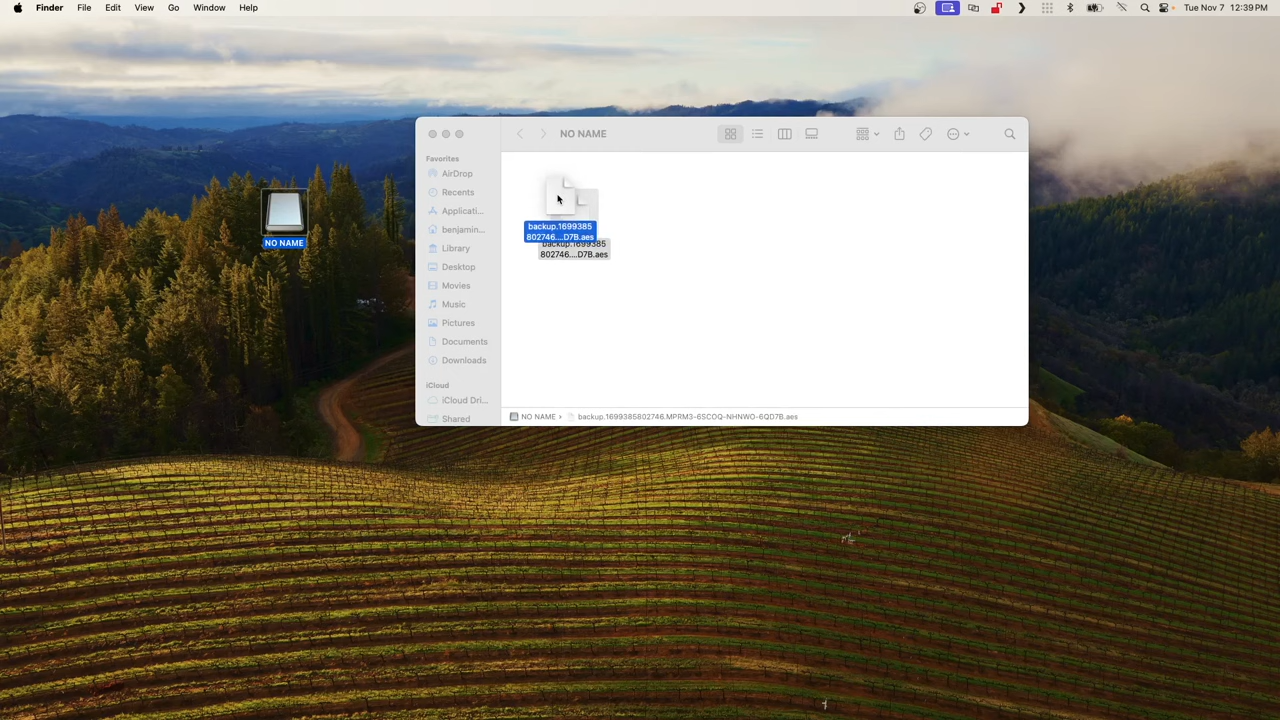 Finder File Edit View Go Window Help
Tue Nov 7 12:39 PM
NO NAME
NO NAME
Favorites
AirDrop
Recents
Applicati...
benjamin...
Library
Desktop
Movies
Music
Pictures
Documents
Downloads
iCloud
iCloud Dri...
Shared
backup.1699385
802746....D7B.aes
backup.1699385
802746....D7B.aes
NO NAME › backup.1699385802746.MPRM3-6SCOQ-NHNWO-6QD7B.aes